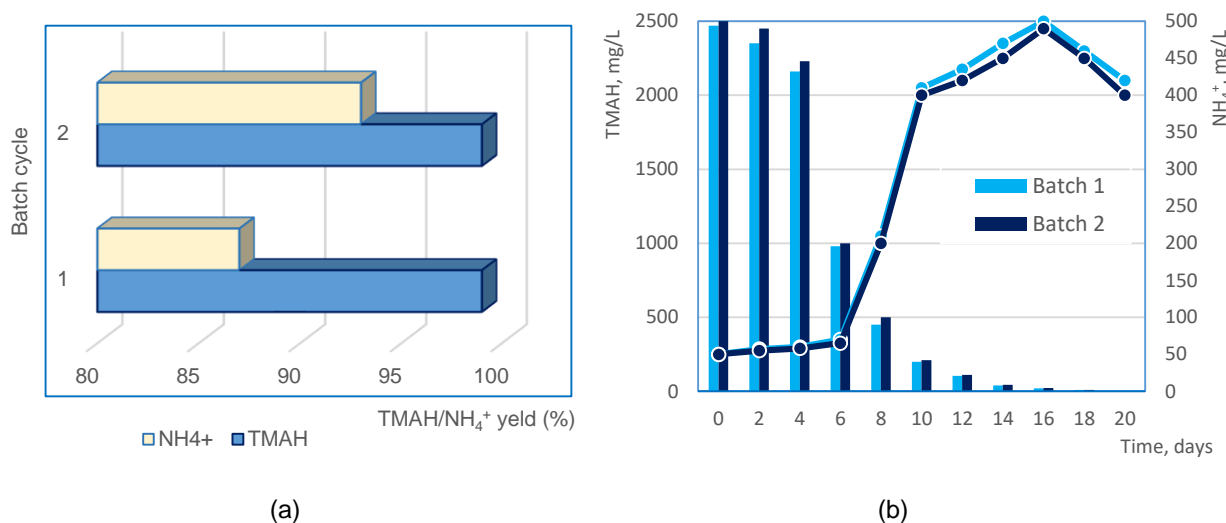 Batch cycle
2
1
80 85 90 95 100
TMAH/NH₄⁺ yeld (%)
NH4+ TMAH
(a)
(b)
TMAH, mg/L
2500
2000
1500
1000
500
0
NH₄⁺, mg/L
500
450
400
350
300
250
200
150
100
50
0
Batch 1
Batch 2
0 2 4 6 8 10 12 14 16 18 20
Time, days
(b)